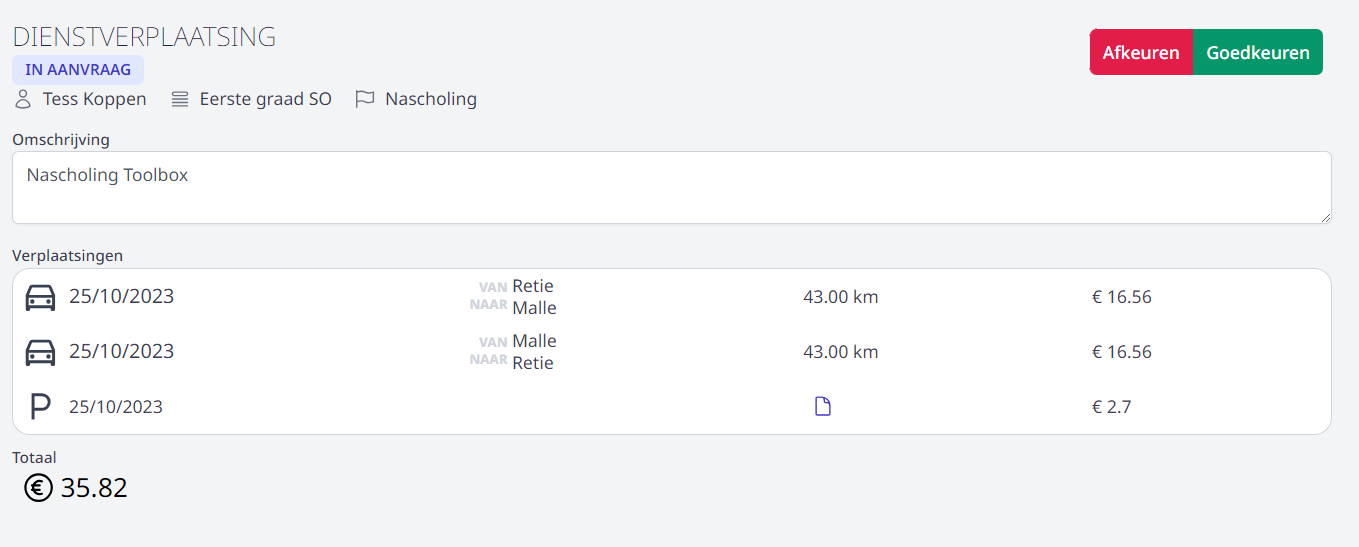 DIENSTVERPLAATSING
Afkeuren Goedkeuren
IN AANVRAAG
Tess Koppen Eerste graad SO Nascholing
Omschrijving
Nascholing Toolbox
Verplaatsingen
25/10/2023 VAN Retie NAAR Malle 43.00 km € 16.56
25/10/2023 VAN Malle NAAR Retie 43.00 km € 16.56
P 25/10/2023 € 2.7
Totaal
€ 35.82